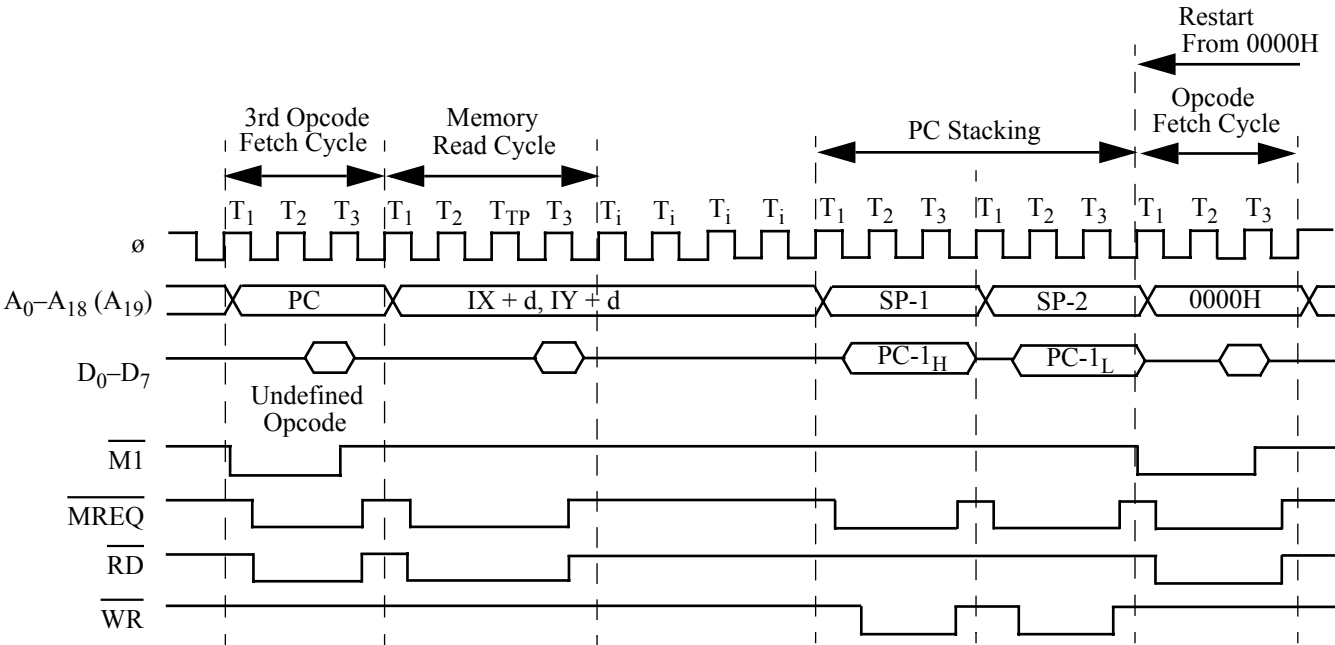 Restart
From 0000H
3rd Opcode
Fetch Cycle
Memory
Read Cycle
PC Stacking
Opcode
Fetch Cycle
T1 T2 T3 T1 T2 TTP T3 Ti Ti Ti Ti T1 T2 T3 T1 T2 T3 T1 T2 T3
ø
A0–A18 (A19) PC IX + d, IY + d SP-1 SP-2 0000H
D0–D7 PC-1H PC-1L
Undefined
Opcode
M1
MREQ
RD
WR